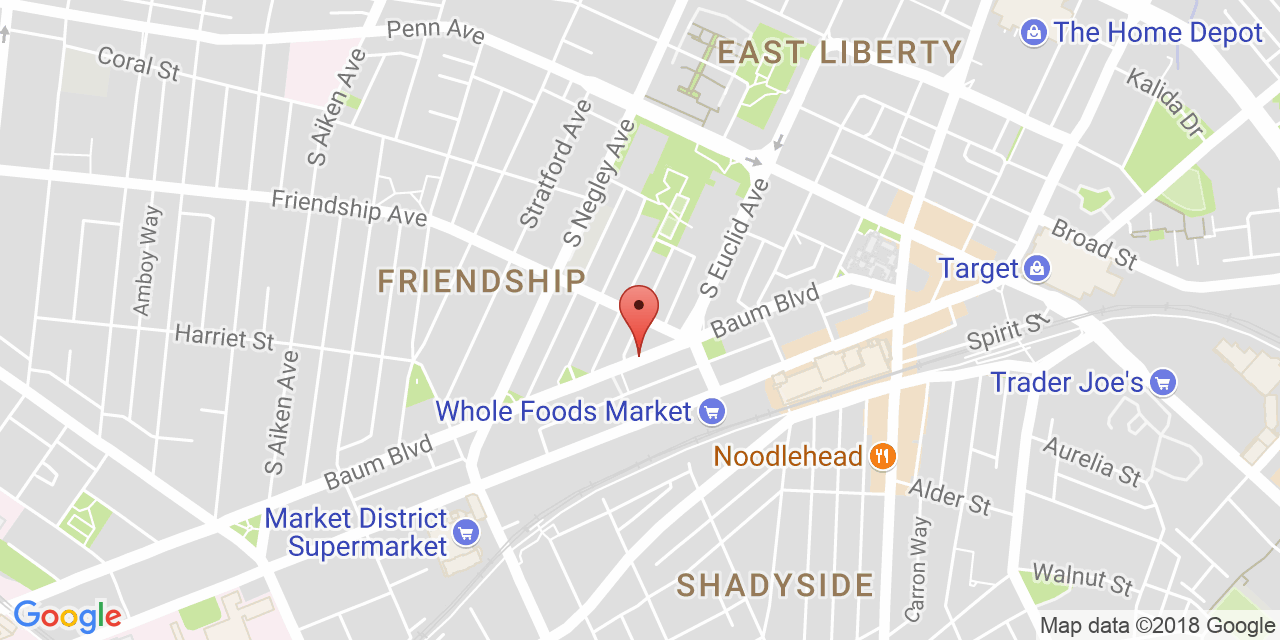 Penn Ave
EAST LIBERTY
The Home Depot
Coral St
Kalida Dr
S Aiken Ave
Stratford Ave
S Negley Ave
Friendship Ave
S Euclid Ave
Amboy Way
Broad St
FRIENDSHIP
Target
Baum Blvd
Harriet St
Spirit St
Trader Joe's
S Aiken Ave
Whole Foods Market
Baum Blvd
Noodlehead
Aurelia St
Alder St
Market District
Supermarket
Carron Way
SHADYSIDE
Walnut St
Google
Map data ©2018 Google